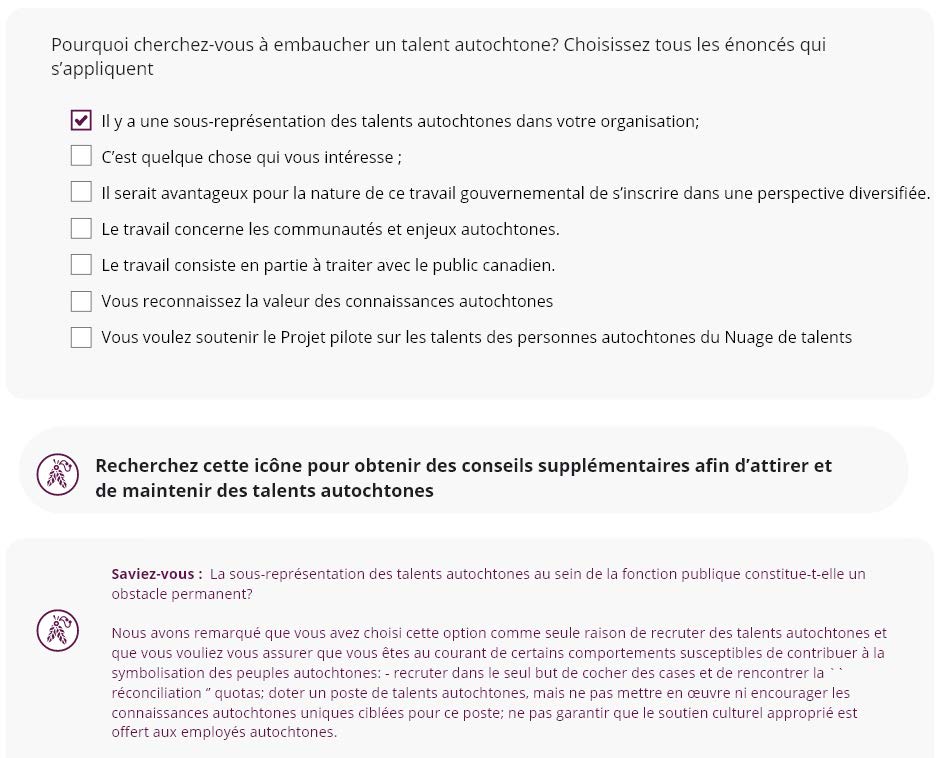 Pourquoi cherchez-vous à embaucher un talent autochtone? Choisissez tous les énoncés qui
s’appliquent
Il y a une sous-représentation des talents autochtones dans votre organisation;
C’est quelque chose qui vous intéresse ;
Il serait avantageux pour la nature de ce travail gouvernemental de s’inscrire dans une perspective diversifiée.
Le travail concerne les communautés et enjeux autochtones.
Le travail consiste en partie à traiter avec le public canadien.
Vous reconnaissez la valeur des connaissances autochtones
Vous voulez soutenir le Projet pilote sur les talents des personnes autochtones du Nuage de talents
Recherchez cette icône pour obtenir des conseils supplémentaires afin d’attirer et
de maintenir des talents autochtones
Saviez-vous : La sous-représentation des talents autochtones au sein de la fonction publique constitue-t-elle un
obstacle permanent?
Nous avons remarqué que vous avez choisi cette option comme seule raison de recruter des talents autochtones et
que vous vouliez vous assurer que vous êtes au courant de certains comportements susceptibles de contribuer à la
symbolisation des peuples autochtones: - recruter dans le seul but de cocher des cases et de rencontrer la ` `
réconciliation “ quotas; doter un poste de talents autochtones, mais ne pas mettre en œuvre ni encourager les
connaissances autochtones uniques ciblées pour ce poste; ne pas garantir que le soutien culturel approprié est
offert aux employés autochtones.